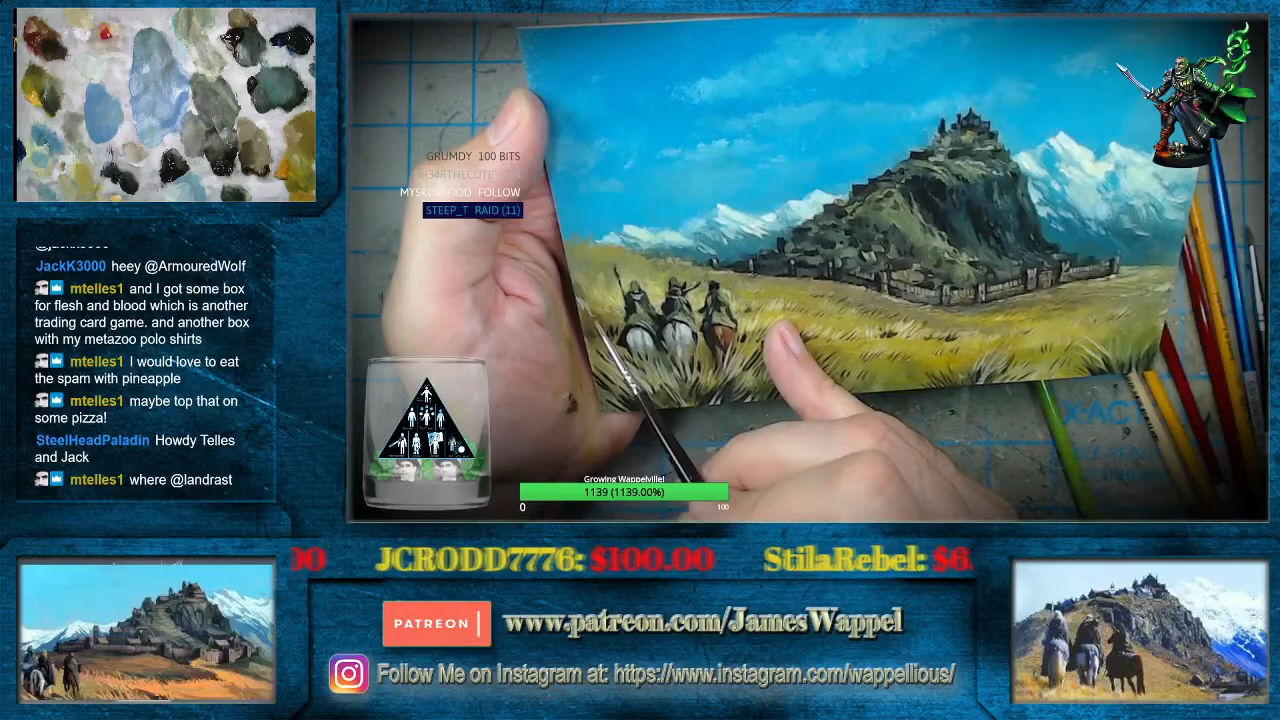 GRUMDY 100 BITS
MYSKO FOLLOW
STEEP_T RAID (11)
JackK3000 heey @ArmouredWolf
mtelles1 and I got some box
for flesh and blood which is another
trading card game. and another box
with my metazoo polo shirts
mtelles1 I would love to eat
the spam with pineapple
mtelles1 maybe top that on
some pizza!
SteelHeadPaladin Howdy Telles
and Jack
mtelles1 where @landrast
X-ACT
Growing Wappelville!
1139 (1139.00%)
0 100
JCRODD7776: $100.00 StilaRebel: $6
PATREON
www.patreon.com/JamesWappel
Follow Me on Instagram at: https://www.instagram.com/wappellious/